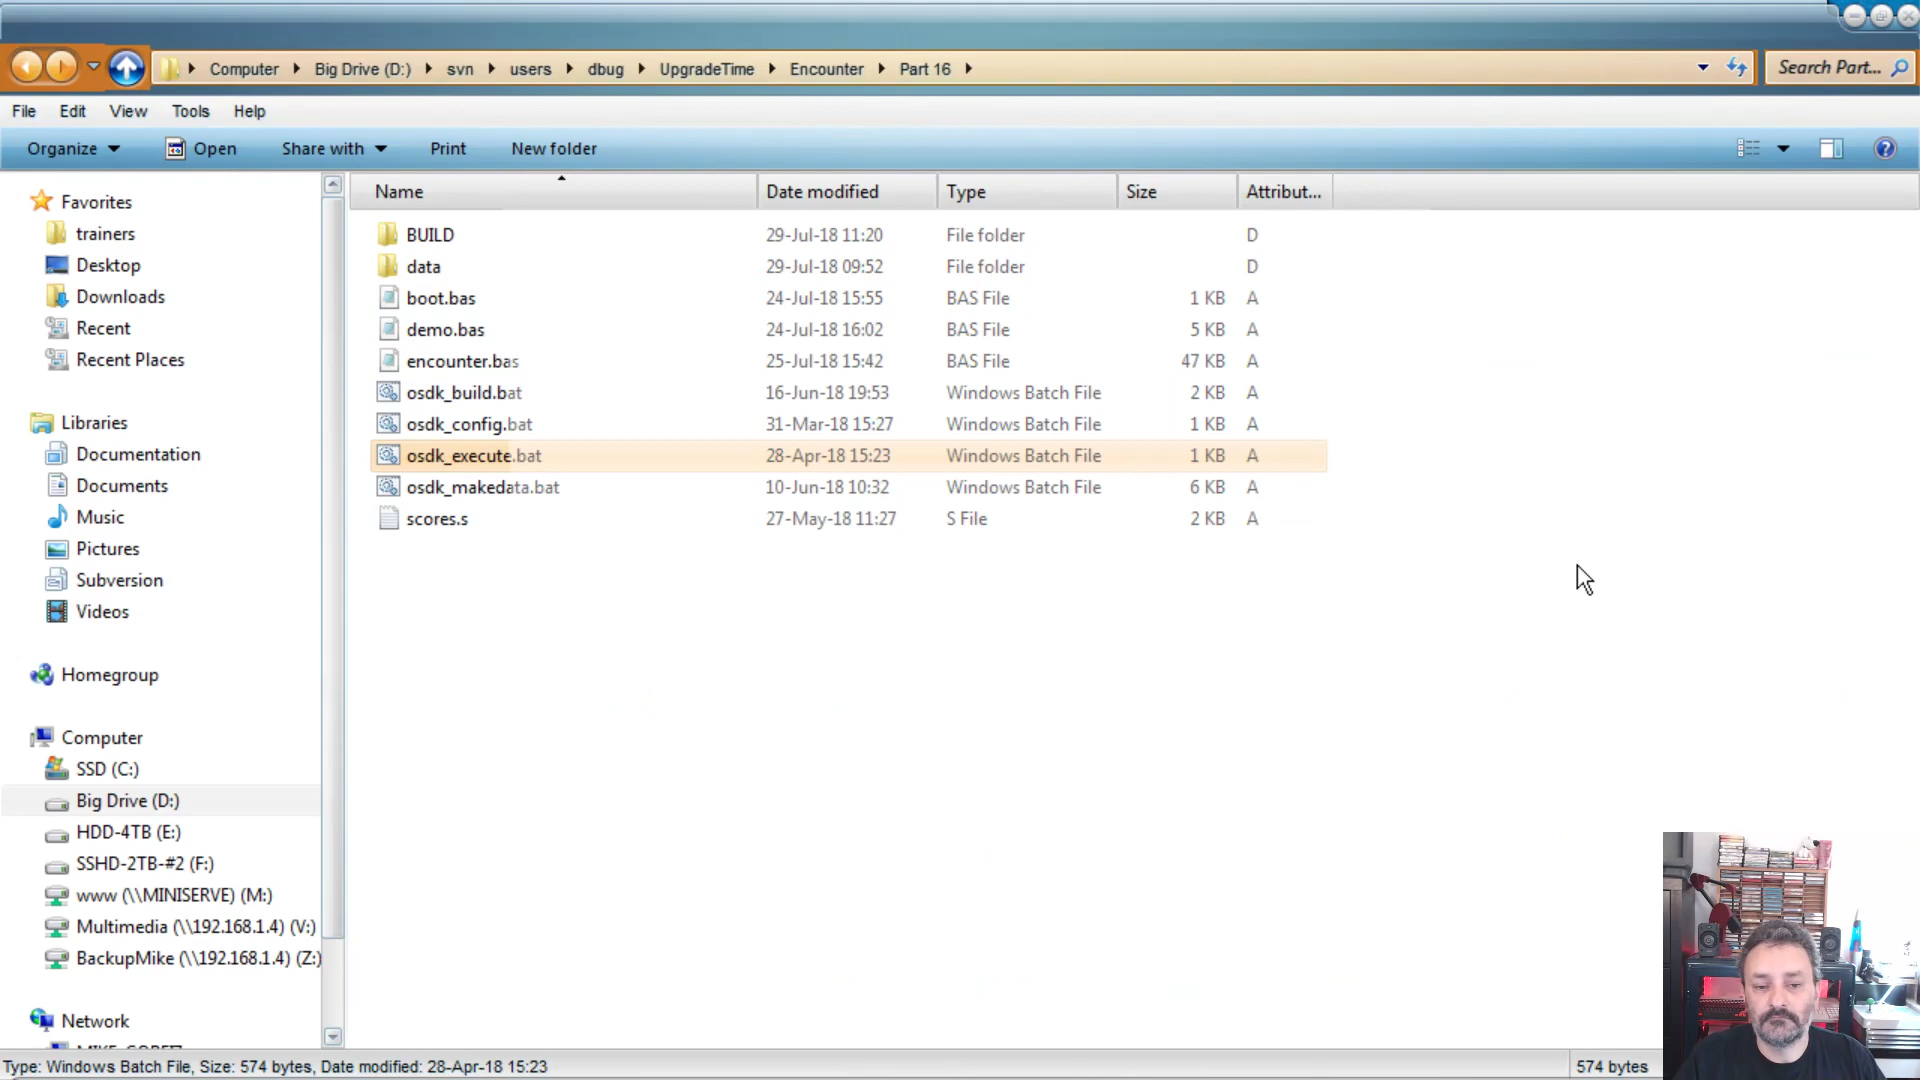 Computer Big Drive (D:) svn users dbug UpgradeTime Encounter Part 16 Search Part...
File Edit View Tools Help
Organize Open Share with Print New folder
Name Date modified Type Size Attribut...
Favorites
trainers
Desktop
Downloads
Recent
Recent Places
Libraries
Documentation
Documents
Music
Pictures
Subversion
Videos
Homegroup
Computer
SSD (C:)
Big Drive (D:)
HDD-4TB (E:)
SSHD-2TB-#2 (F:)
www (\\MINISERVE) (M:)
Multimedia (\\192.168.1.4) (V:)
BackupMike (\\192.168.1.4) (Z:)
Network
BUILD 29-Jul-18 11:20 File folder D
data 29-Jul-18 09:52 File folder D
boot.bas 24-Jul-18 15:55 BAS File 1 KB A
demo.bas 24-Jul-18 16:02 BAS File 5 KB A
encounter.bas 25-Jul-18 15:42 BAS File 47 KB A
osdk_build.bat 16-Jun-18 19:53 Windows Batch File 2 KB A
osdk_config.bat 31-Mar-18 15:27 Windows Batch File 1 KB A
osdk_execute.bat 28-Apr-18 15:23 Windows Batch File 1 KB A
osdk_makedata.bat 10-Jun-18 10:32 Windows Batch File 6 KB A
scores.s 27-May-18 11:27 S File 2 KB A
Type: Windows Batch File, Size: 574 bytes, Date modified: 28-Apr-18 15:23 574 bytes